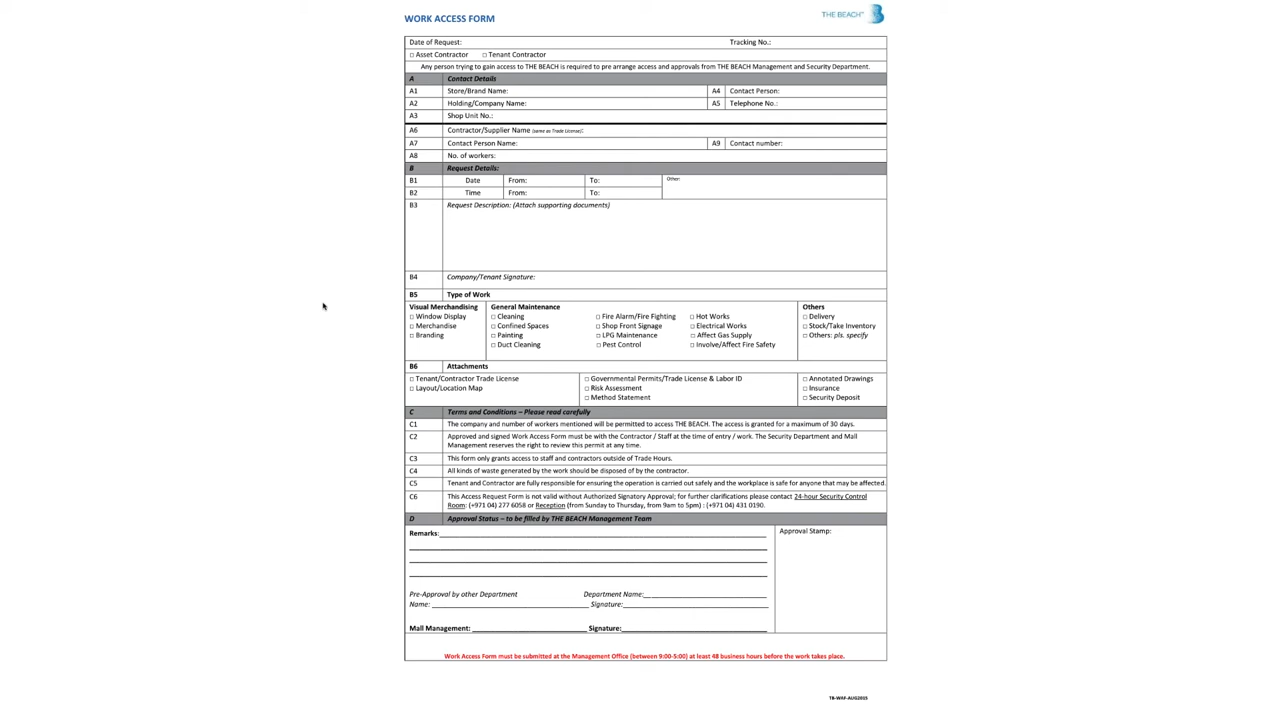 WORK ACCESS FORM
THE BEACH
Date of Request: Tracking No.:
□ Asset Contractor □ Tenant Contractor
Any person trying to gain access to THE BEACH is required to pre arrange access and approvals from THE BEACH Management and Security Department.
A Contact Details
A1 Store/Brand Name: A4 Contact Person:
A2 Holding/Company Name: A5 Telephone No.:
A3 Shop Unit No.:
A6 Contractor/Supplier Name (same as Trade License):
A7 Contact Person Name: A9 Contact number:
A8 No. of workers:
B Request Details:
B1 Date From: To: Other:
B2 Time From: To:
B3 Request Description: (Attach supporting documents)
B4 Company/Tenant Signature:
B5 Type of Work
Visual Merchandising General Maintenance Others
□ Window Display □ Cleaning □ Fire Alarm/Fire Fighting □ Hot Works □ Delivery
□ Merchandise □ Confined Spaces □ Shop Front Signage □ Electrical Works □ Stock/Take Inventory
□ Branding □ Painting □ LPG Maintenance □ Affect Gas Supply □ Others: pls. specify
□ Duct Cleaning □ Pest Control □ Involve/Affect Fire Safety
B6 Attachments
□ Tenant/Contractor Trade License □ Governmental Permits/Trade License & Labor ID □ Annotated Drawings
□ Layout/Location Map □ Risk Assessment □ Insurance
□ Method Statement □ Security Deposit
C Terms and Conditions – Please read carefully
C1 The company and number of workers mentioned will be permitted to access THE BEACH. The access is granted for a maximum of 30 days.
C2 Approved and signed Work Access Form must be with the Contractor / Staff at the time of entry / work. The Security Department and Mall
Management reserves the right to review this permit at any time.
C3 This form only grants access to staff and contractors outside of Trade Hours.
C4 All kinds of waste generated by the work should be disposed of by the contractor.
C5 Tenant and Contractor are fully responsible for ensuring the operation is carried out safely and the workplace is safe for anyone that may be affected.
C6 This Access Request Form is not valid without Authorized Signatory Approval; for further clarifications please contact 24-hour Security Control
Room: (+971 04) 277 6058 or Reception (from Sunday to Thursday, from 9am to 5pm) : (+971 04) 431 0190.
D Approval Status – to be filled by THE BEACH Management Team
Remarks: Approval Stamp:
Pre-Approval by other Department Department Name:
Name: Signature:
Mall Management: Signature:
Work Access Form must be submitted at the Management Office (between 9:00-5:00) at least 48 business hours before the work takes place.
TB-WAF-AUG2015